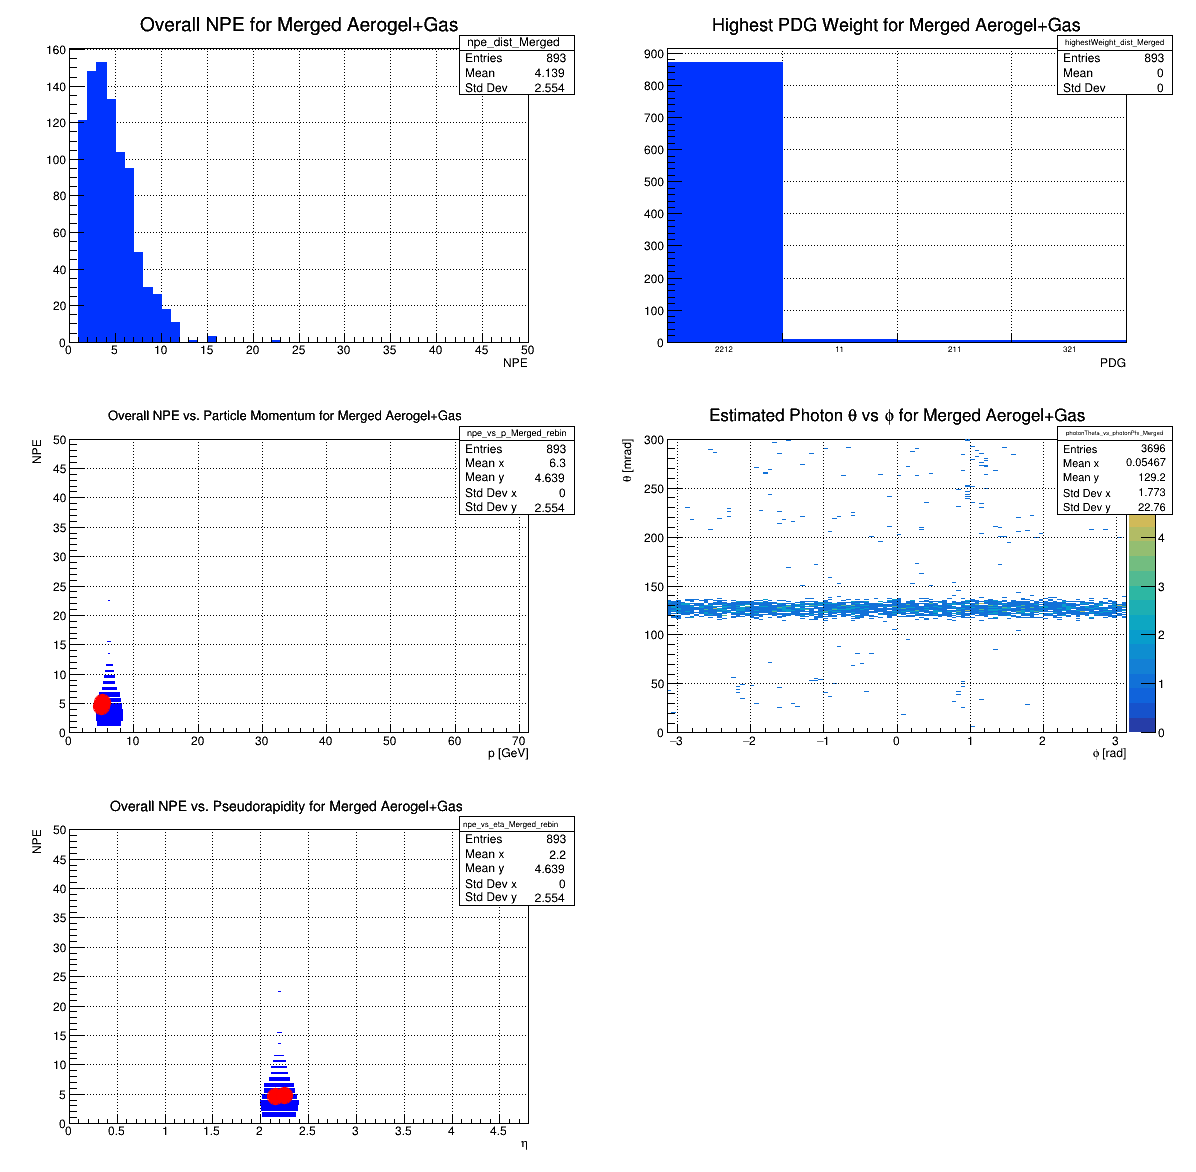 Overall NPE for Merged Aerogel+Gas
npe_dist_Merged
Entries 893
Mean 4.139
Std Dev 2.554
160
140
120
100
80
60
40
20
0
0 5 10 15 20 25 30 35 40 45 50
NPE
Highest PDG Weight for Merged Aerogel+Gas
highestWeight_dist_Merged
Entries 893
Mean 0
Std Dev 0
900
800
700
600
500
400
300
200
100
0
2212 11 211 321
PDG
Overall NPE vs. Particle Momentum for Merged Aerogel+Gas
npe_vs_p_Merged_rebin
Entries 893
Mean x 6.3
Mean y 4.639
Std Dev x 0
Std Dev y 2.554
NPE
50
45
40
35
30
25
20
15
10
5
0
0 10 20 30 40 50 60 70
p [GeV]
Estimated Photon θ vs ϕ for Merged Aerogel+Gas
photonTheta_vs_photonPhi_Merged
Entries 3696
Mean x 0.05467
Mean y 129.2
Std Dev x 1.773
Std Dev y 22.76
θ [mrad]
300
250
200
150
100
50
0
−3 −2 −1 0 1 2 3
ϕ [rad]
4
3
2
1
0
Overall NPE vs. Pseudorapidity for Merged Aerogel+Gas
npe_vs_eta_Merged_rebin
Entries 893
Mean x 2.2
Mean y 4.639
Std Dev x 0
Std Dev y 2.554
NPE
50
45
40
35
30
25
20
15
10
5
0
0 0.5 1 1.5 2 2.5 3 3.5 4 4.5
η